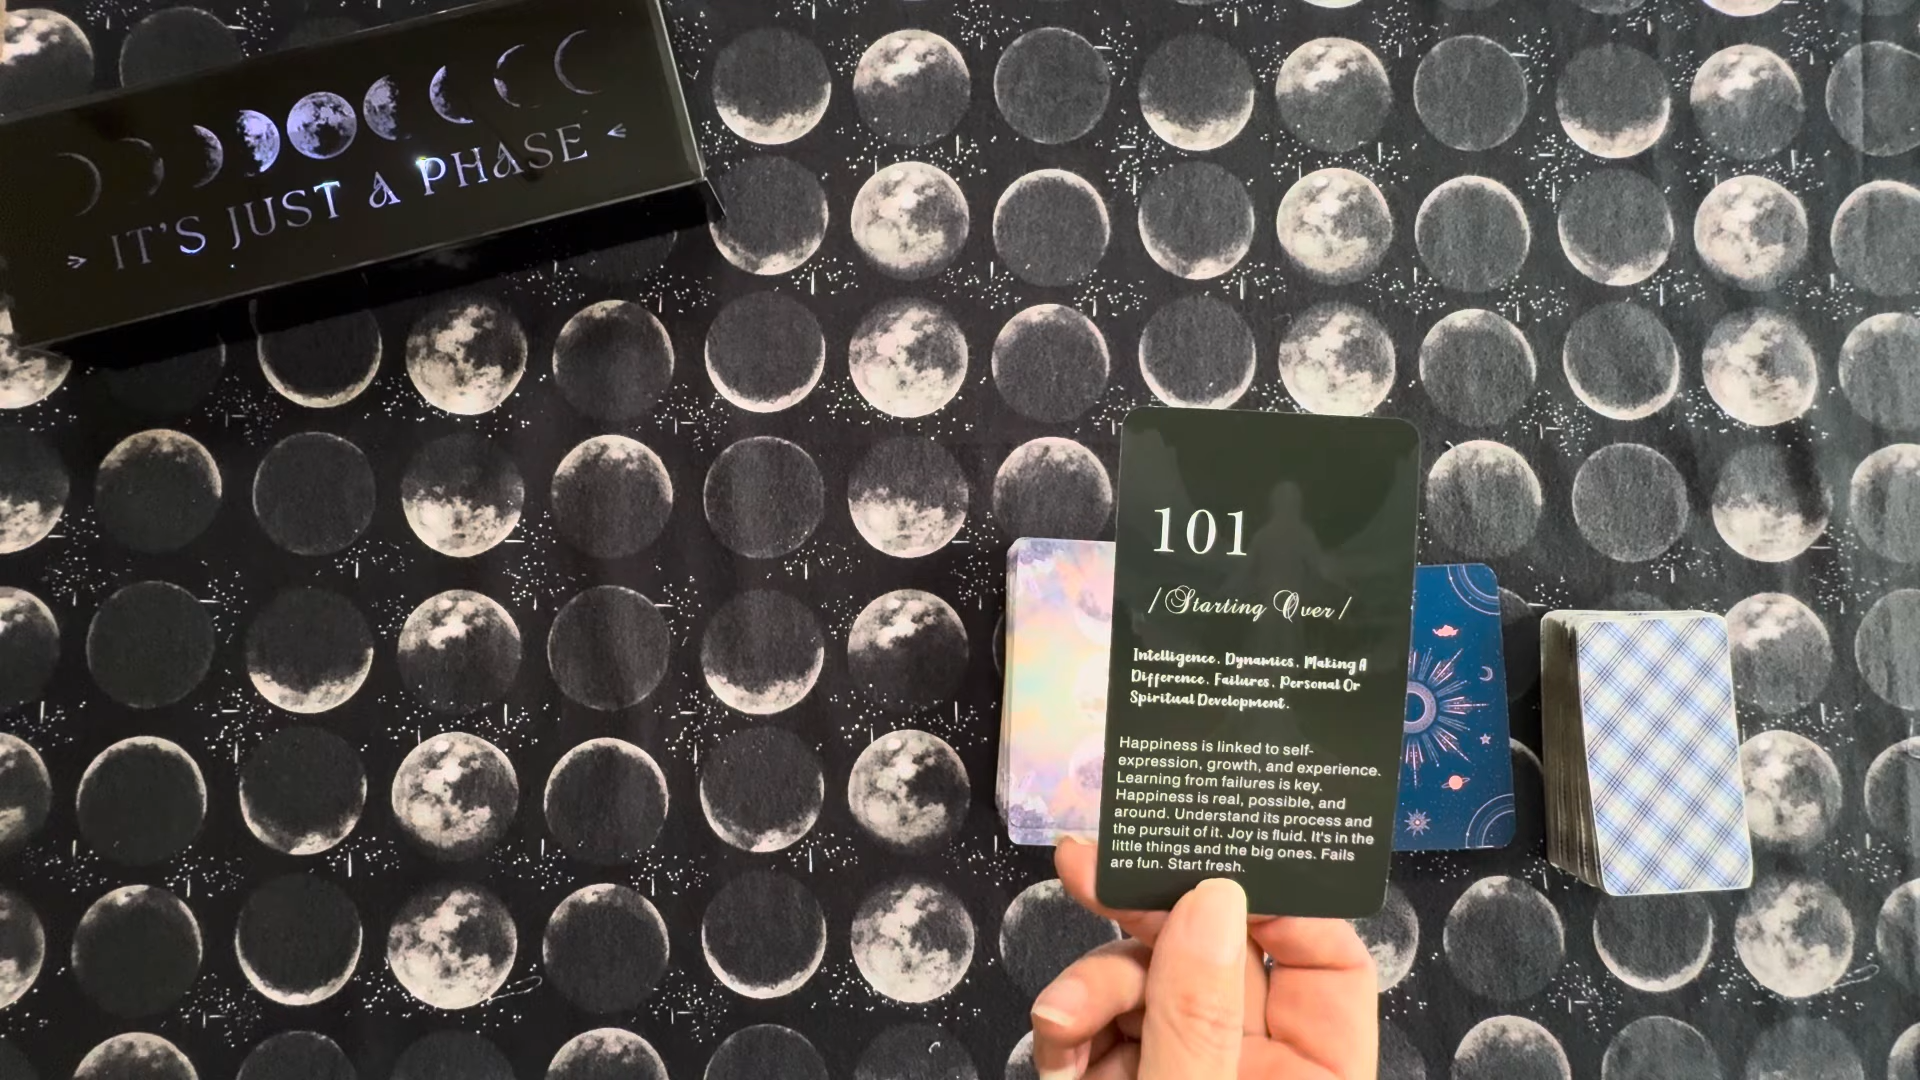 > IT'S JUST A PHASE <
101
/Starting Over/
Intelligence. Dynamics. Making A
Difference. Failures. Personal Or
Spiritual Development.
Happiness is linked to self-
expression, growth, and experience.
Learning from failures is key.
Happiness is real, possible, and
around. Understand its process and
the pursuit of it. Joy is fluid. It's in the
little things and the big ones. Fails
are fun. Start fresh.